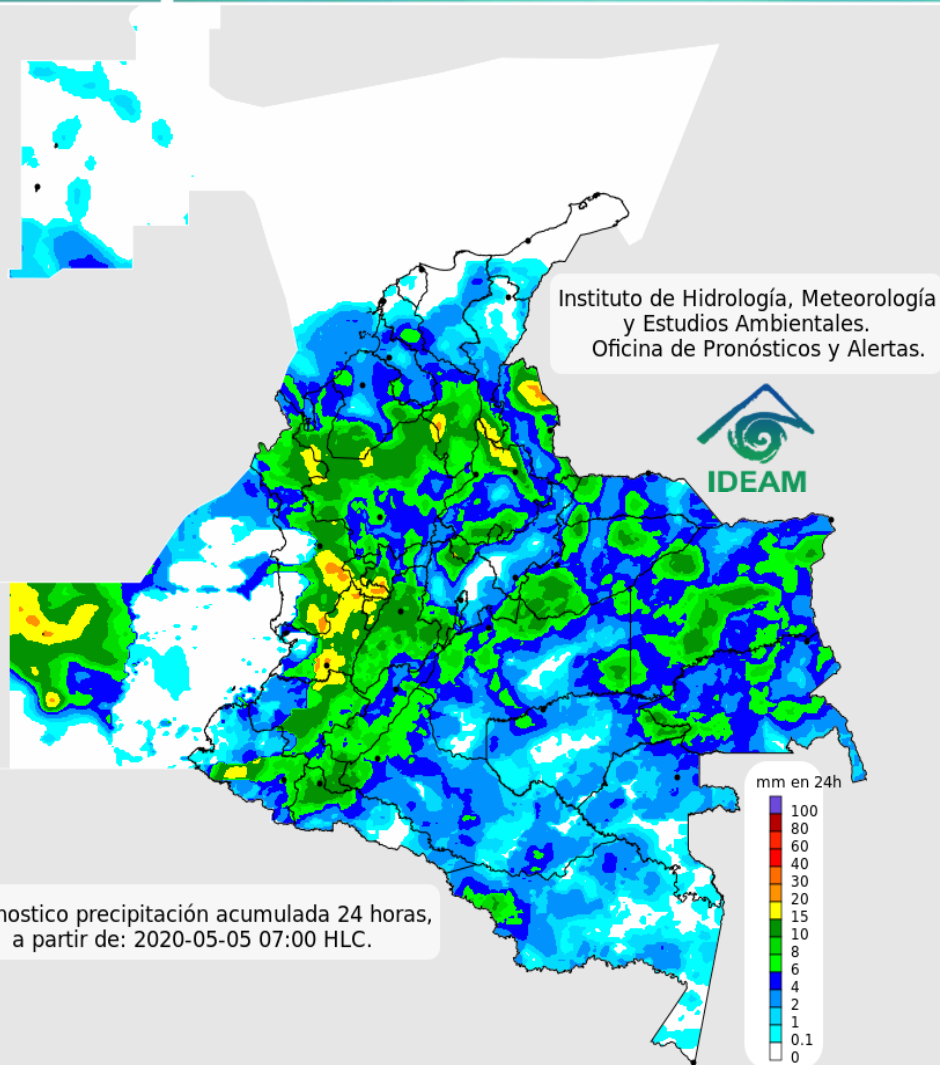 Instituto de Hidrología, Meteorología
y Estudios Ambientales.
Oficina de Pronósticos y Alertas.
IDEAM
mm en 24h
100
80
60
40
30
20
15
10
8
6
4
2
1
0.1
0
nostico precipitación acumulada 24 horas,
a partir de: 2020-05-05 07:00 HLC.